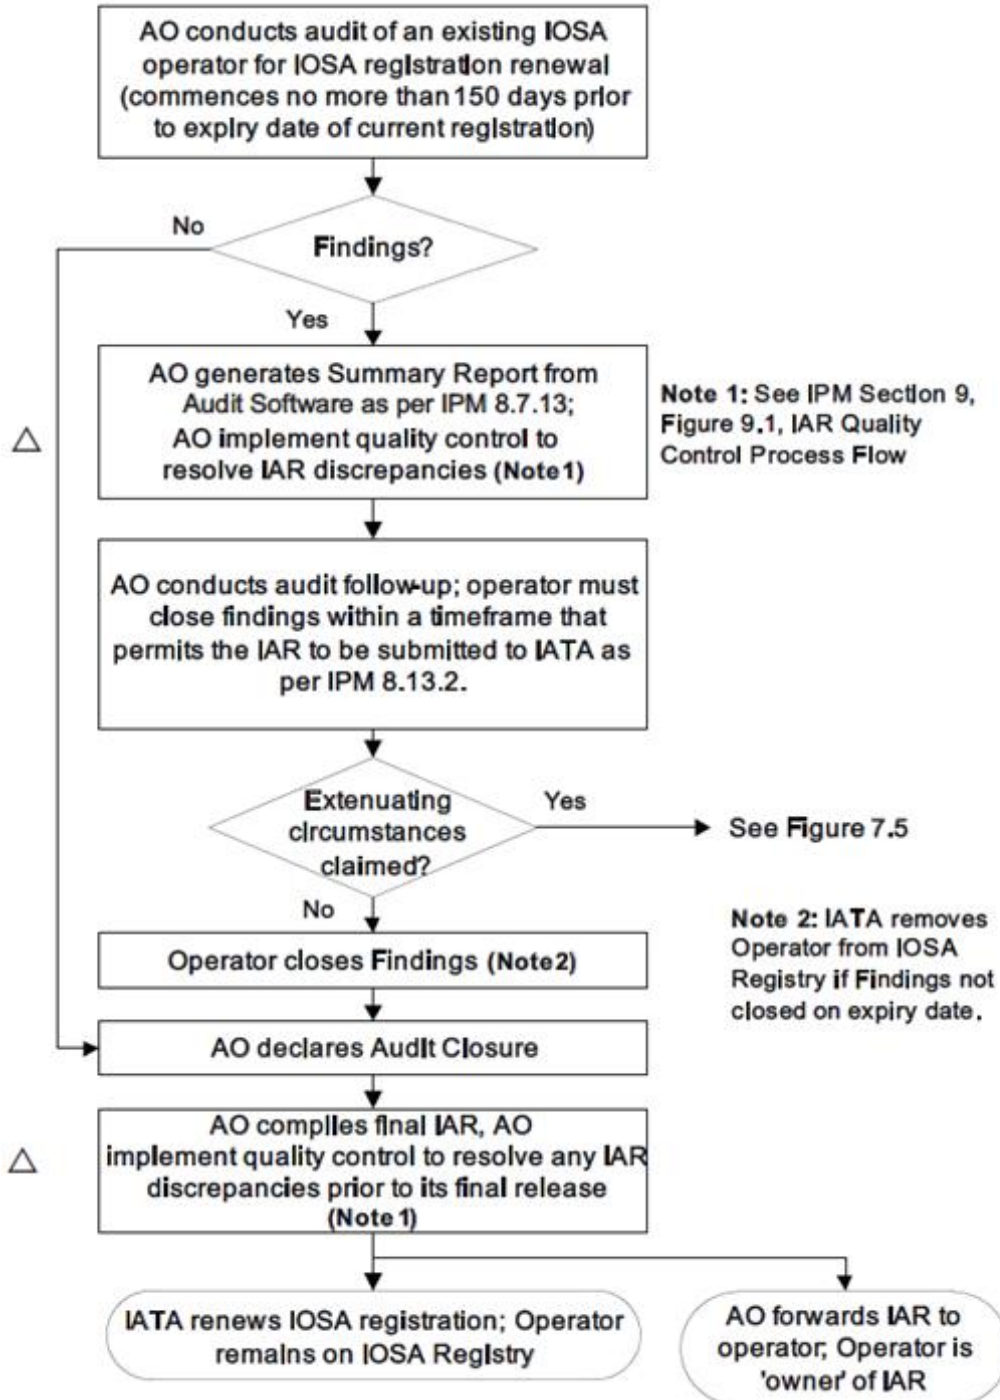 AO conducts audit of an existing IOSA
operator for IOSA registration renewal
(commences no more than 150 days prior
to expiry date of current registration)
No
Findings?
Yes
AO generates Summary Report from
Audit Software as per IPM 8.7.13;
AO implement quality control to
resolve IAR discrepancies (Note1)
Note 1: See IPM Section 9,
Figure 9.1, IAR Quality
Control Process Flow
AO conducts audit follow-up; operator must
close findings within a timeframe that
permits the IAR to be submitted to IATA as
per IPM 8.13.2.
Extenuating
circumstances
claimed?
Yes
See Figure 7.5
No
Note 2: IATA removes
Operator from IOSA
Registry if Findings not
closed on expiry date.
Operator closes Findings (Note2)
AO declares Audit Closure
AO compiles final IAR, AO
implement quality control to resolve any IAR
discrepancies prior to its final release
(Note1)
IATA renews IOSA registration; Operator
remains on IOSA Registry
AO forwards IAR to
operator; Operator is
'owner' of IAR